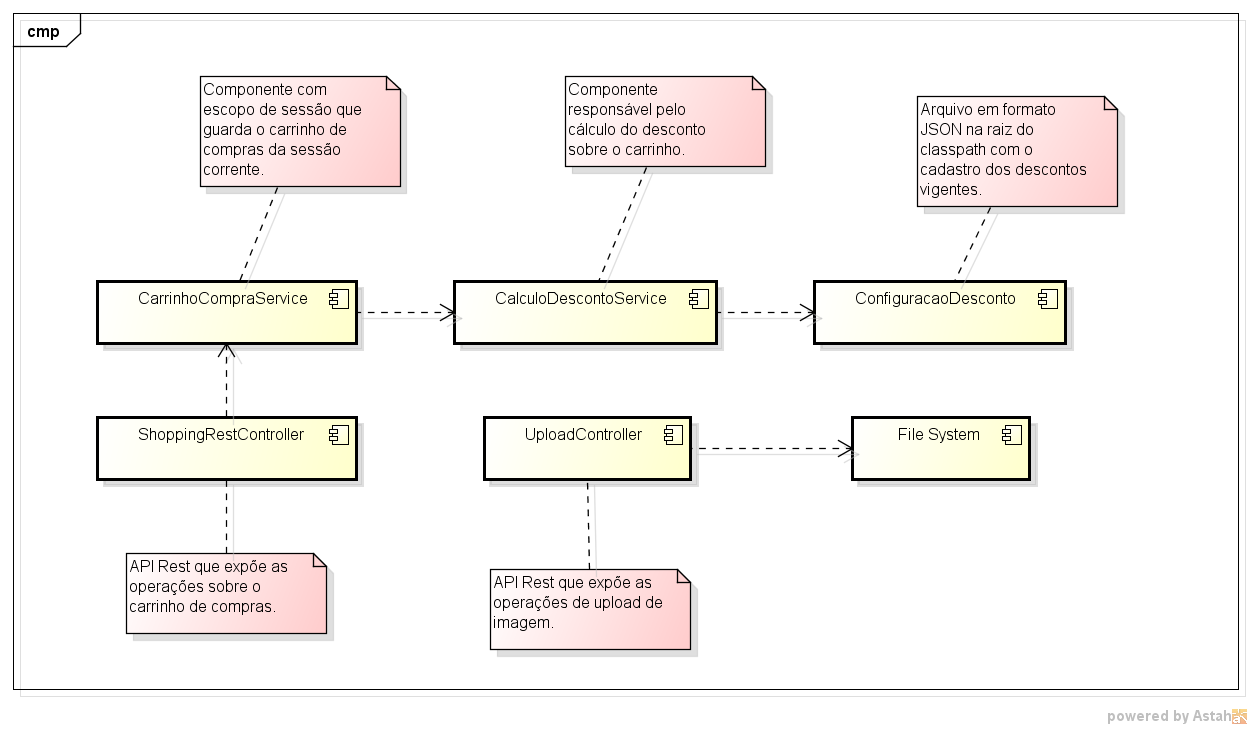 cmp
Componente com
escopo de sessão que
guarda o carrinho de
compras da sessão
corrente.
Componente
responsável pelo
cálculo do desconto
sobre o carrinho.
Arquivo em formato
JSON na raiz do
classpath com o
cadastro dos descontos
vigentes.
CarrinhoCompraService
CalculoDescontoService
ConfiguracaoDesconto
ShoppingRestController
UploadController
File System
API Rest que expõe as
operações sobre o
carrinho de compras.
API Rest que expõe as
operações de upload de
imagem.
powered by Astah